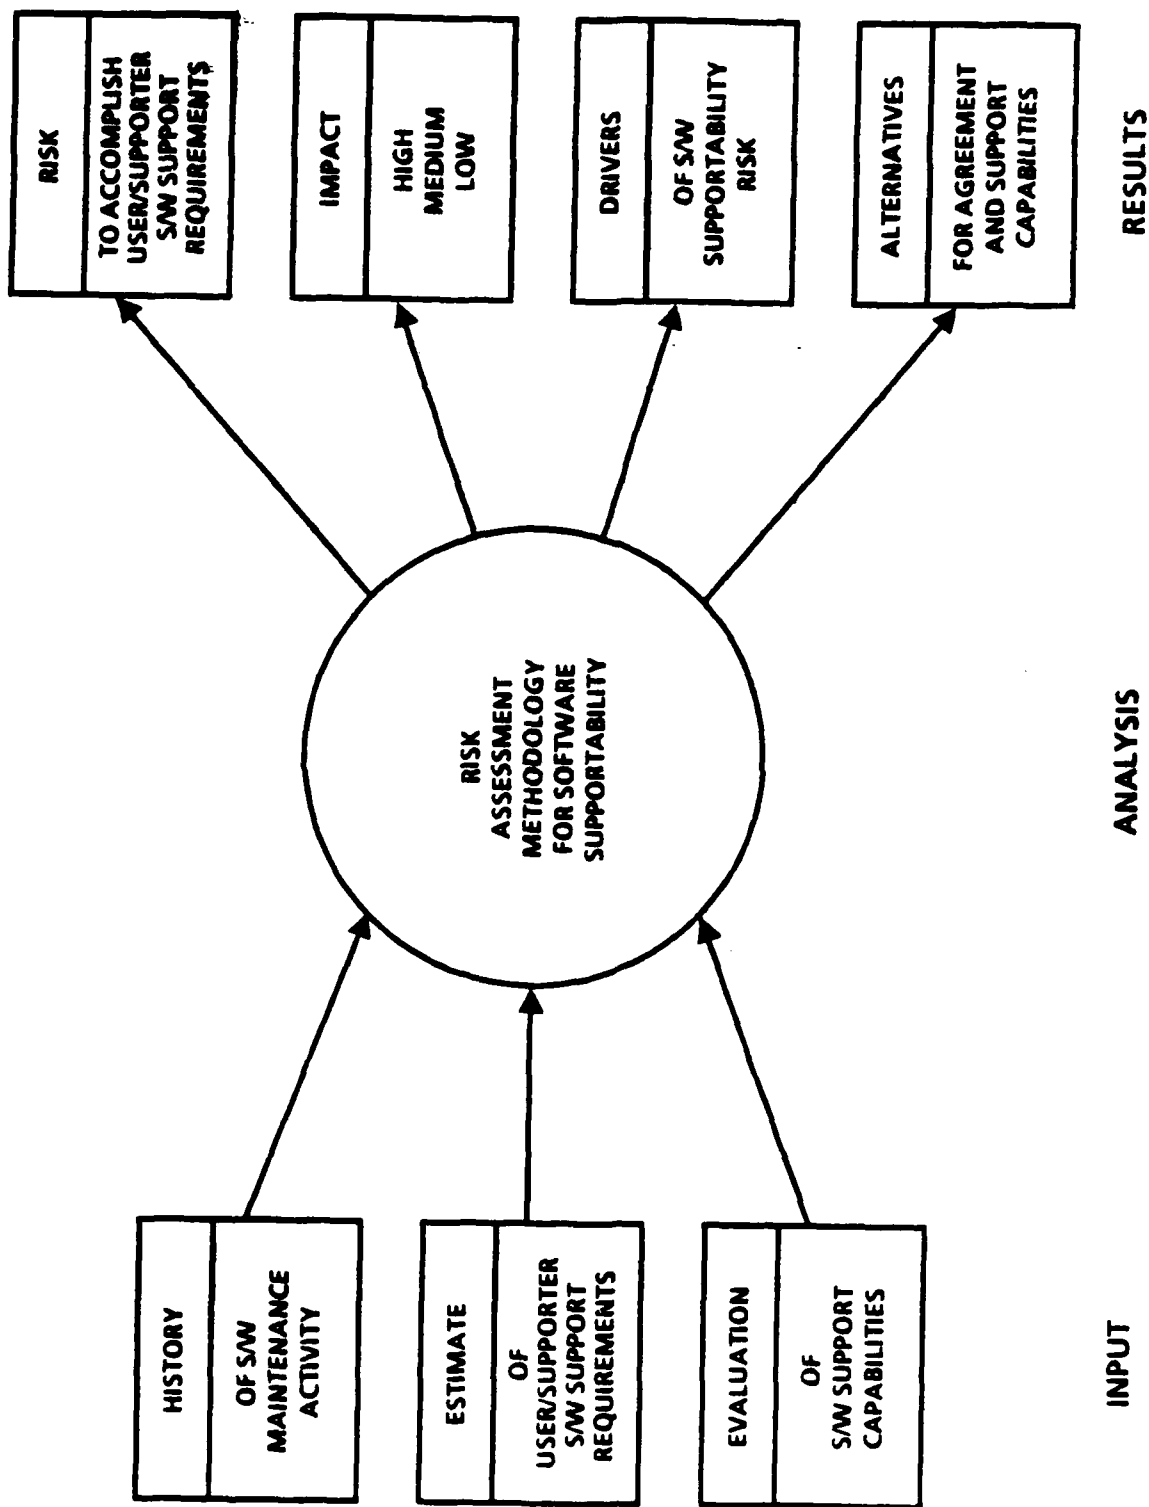 HISTORY
OF S/W
MAINTENANCE
ACTIVITY
ESTIMATE
OF
USER/SUPPORTER
S/W SUPPORT
REQUIREMENTS
EVALUATION
OF
S/W SUPPORT
CAPABILITIES
INPUT
RISK
ASSESSMENT
METHODOLOGY
FOR SOFTWARE
SUPPORTABILITY
ANALYSIS
RISK
TO ACCOMPLISH
USER/SUPPORTER
S/W SUPPORT
REQUIREMENTS
IMPACT
HIGH
MEDIUM
LOW
DRIVERS
OF S/W
SUPPORTABILITY
RISK
ALTERNATIVES
FOR AGREEMENT
AND SUPPORT
CAPABILITIES
RESULTS